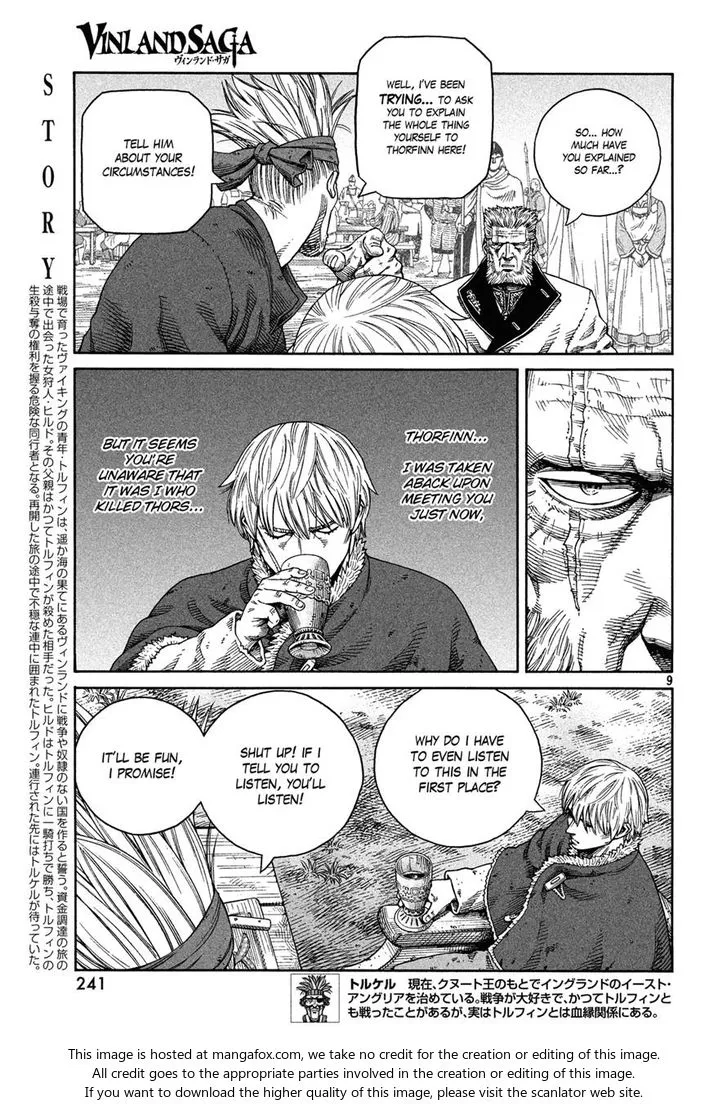 VINLAND SAGA
ヴィンランド・サガ
STORY
戦場で育ったヴァイキングの青年・トルフィンは、遥か海の果てにあるヴィンランドに戦争や奴隷のない国を作ると誓う。資金調達の旅の
途中で出会った女狩人・ヒルド。その父親はかつてトルフィンが殺めた相手だった。ヒルドはトルフィンに一騎打ちで勝ち、トルフィンの
生殺与奪の権利を握る危険な同行者となる。再開した旅の途中で不穏な連中に囲まれたトルフィン。連行された先にはトルケルが待っていた。
SO... HOW
MUCH HAVE
YOU EXPLAINED
SO FAR...?
WELL, I'VE BEEN
TRYING... TO ASK
YOU TO EXPLAIN
THE WHOLE THING
YOURSELF TO
THORFINN HERE!
TELL HIM
ABOUT YOUR
CIRCUMSTANCES!
THORFINN...
I WAS TAKEN
ABACK UPON
MEETING YOU
JUST NOW,
BUT IT SEEMS
YOU'RE
UNAWARE THAT
IT WAS I WHO
KILLED THORS...
9
WHY DO I HAVE
TO EVEN LISTEN
TO THIS IN THE
FIRST PLACE?
SHUT UP! IF I
TELL YOU TO
LISTEN, YOU'LL
LISTEN!
IT'LL BE FUN,
I PROMISE!
241
トルケル 現在、クヌート王のもとでイングランドのイースト・
アングリアを治めている。戦争が大好きで、かつてトルフィンと
も戦ったことがあるが、実はトルフィンとは血縁関係にある。
This image is hosted at mangafox.com, we take no credit for the creation or editing of this image.
All credit goes to the appropriate parties involved in the creation or editing of this image.
If you want to download the higher quality of this image, please visit the scanlator web site.